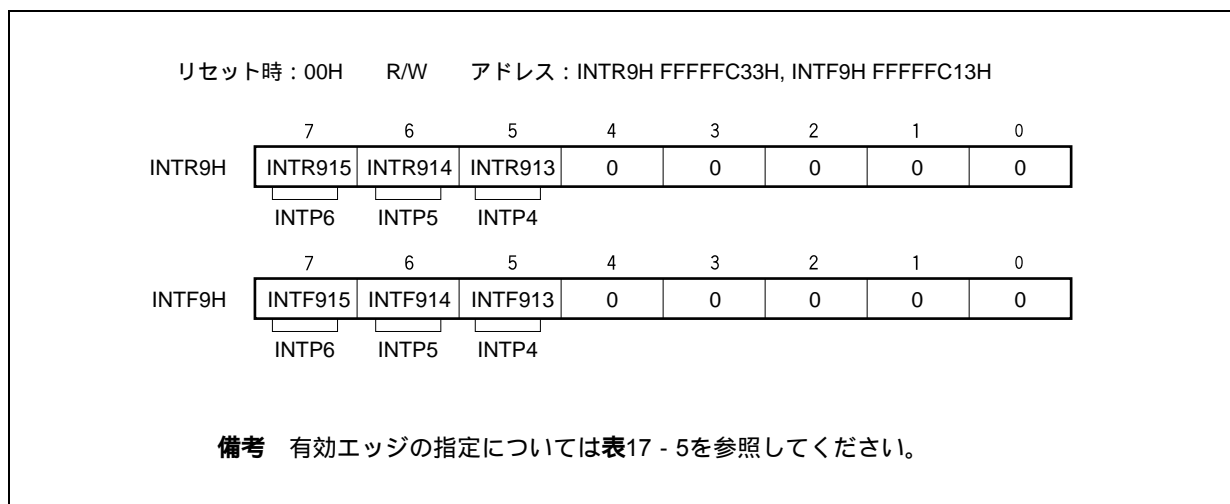 リセット時：00H R/W アドレス：INTR9H FFFFFC33H, INTF9H FFFFFC13H
7 6 5 4 3 2 1 0
INTR9H INTR915 INTR914 INTR913 0 0 0 0 0
INTP6 INTP5 INTP4
7 6 5 4 3 2 1 0
INTF9H INTF915 INTF914 INTF913 0 0 0 0 0
INTP6 INTP5 INTP4
備考 有効エッジの指定については表17 - 5を参照してください。